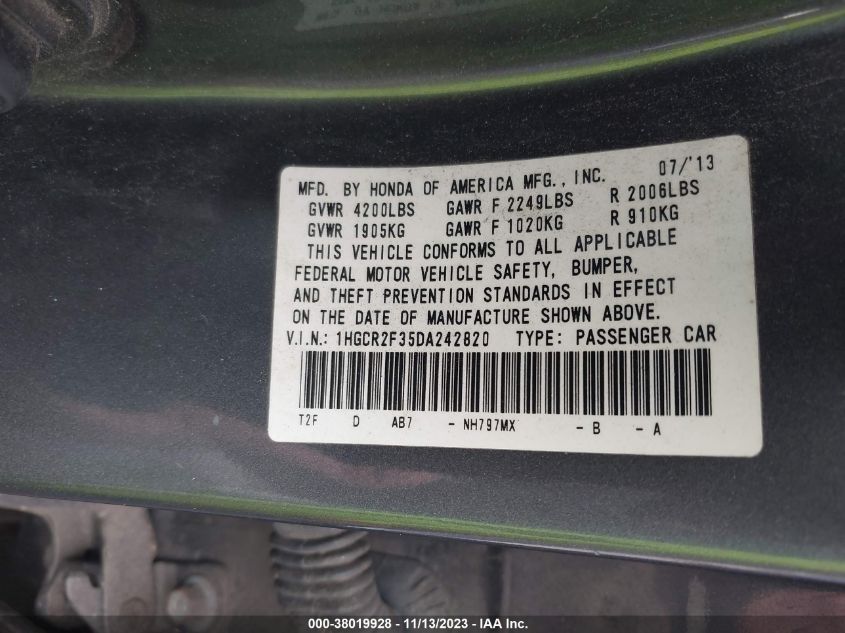 MFD. BY HONDA OF AMERICA MFG., INC. 07/'13
GVWR 4200LBS GAWR F 2249LBS R 2006LBS
GVWR 1905KG GAWR F 1020KG R 910KG
THIS VEHICLE CONFORMS TO ALL APPLICABLE
FEDERAL MOTOR VEHICLE SAFETY, BUMPER,
AND THEFT PREVENTION STANDARDS IN EFFECT
ON THE DATE OF MANUFACTURE SHOWN ABOVE.
V.I.N.: 1HGCR2F35DA242820 TYPE: PASSENGER CAR
T2F D AB7 - NH797MX - B - A
000-38019928 - 11/13/2023 - IAA Inc.